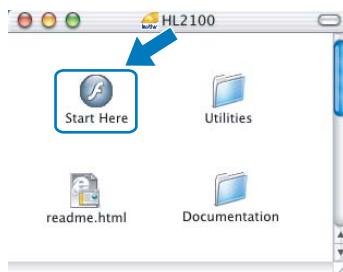 HL2100
Start Here
Utilities
readme.html
Documentation